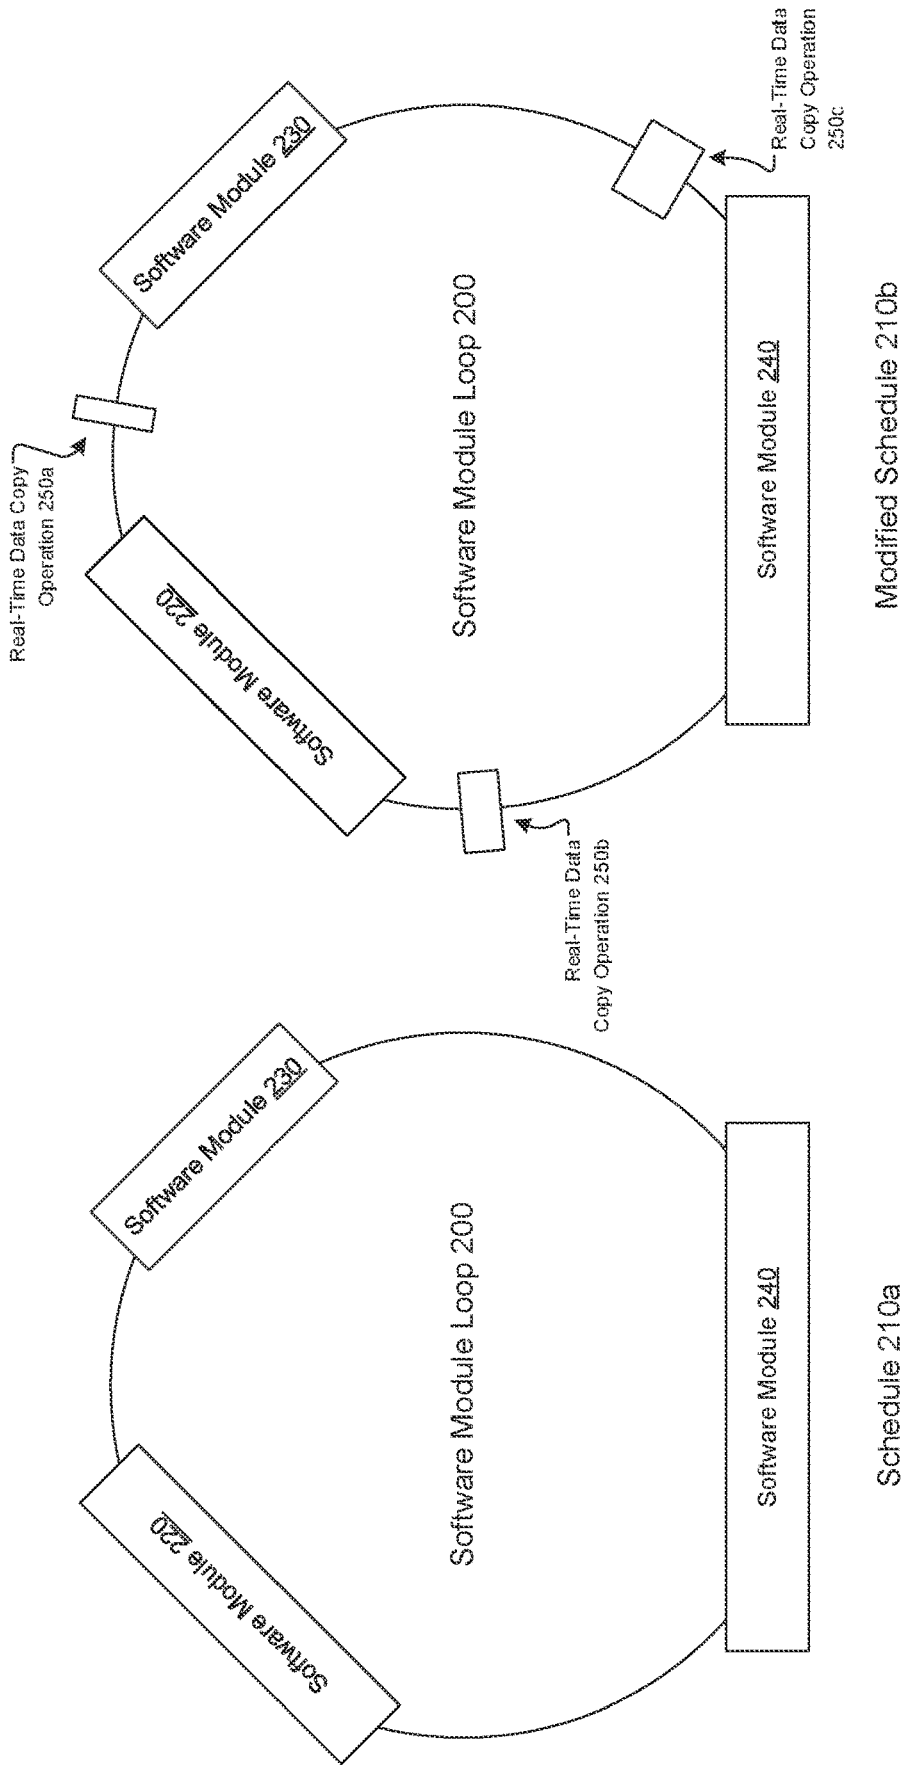 Software Module 220
Software Module 230
Software Module Loop 200
Software Module 240
Schedule 210a
Real-Time Data Copy
Operation 250a
Software Module 220
Software Module 230
Software Module Loop 200
Real-Time Data
Copy Operation 250b
Real-Time Data
Copy Operation
250c
Software Module 240
Modified Schedule 210b